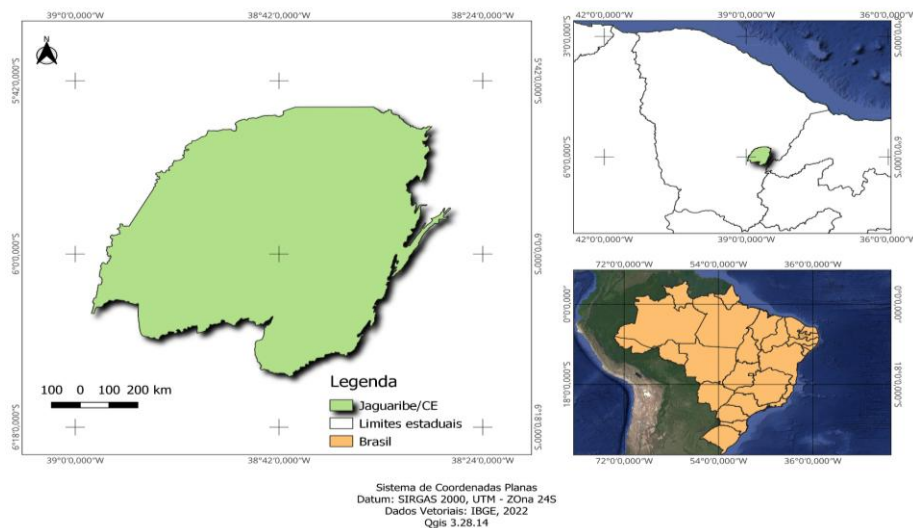 39°0'0,000"W 38°42'0,000"W 38°24'0,000"W
N
5°42'0,000"S 5°42'0,000"S
6°0'0,000"S 6°0'0,000"S
6°18'0,000"S 6°18'0,000"S
100 0 100 200 km
Legenda
Jaguaribe/CE
Limites estaduais
Brasil
39°0'0,000"W 38°42'0,000"W 38°24'0,000"W
42°0'0,000"W 39°0'0,000"W 36°0'0,000"W
3°0'0,000"S 3°0'0,000"S
6°0'0,000"S 6°0'0,000"S
42°0'0,000"W 39°0'0,000"W 36°0'0,000"W
72°0'0,000"W 54°0'0,000"W 36°0'0,000"W
0°0'0,000" 0°0'0,000"
18°0'0,000"S 18°0'0,000"S
72°0'0,000"W 54°0'0,000"W 36°0'0,000"W
Sistema de Coordenadas Planas
Datum: SIRGAS 2000, UTM - ZOna 24S
Dados Vetoriais: IBGE, 2022
Qgis 3.28.14